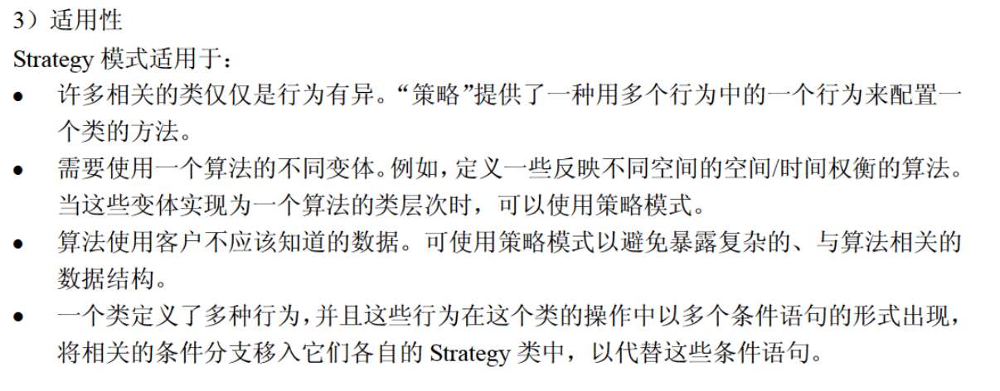 3）适用性
Strategy 模式适用于：
● 许多相关的类仅仅是行为有异。“策略”提供了一种用多个行为中的一个行为来配置一
个类的方法。
● 需要使用一个算法的不同变体。例如，定义一些反映不同空间的空间/时间权衡的算法。
当这些变体实现为一个算法的类层次时，可以使用策略模式。
● 算法使用客户不应该知道的数据。可使用策略模式以避免暴露复杂的、与算法相关的
数据结构。
● 一个类定义了多种行为，并且这些行为在这个类的操作中以多个条件语句的形式出现，
将相关的条件分支移入它们各自的 Strategy 类中，以代替这些条件语句。